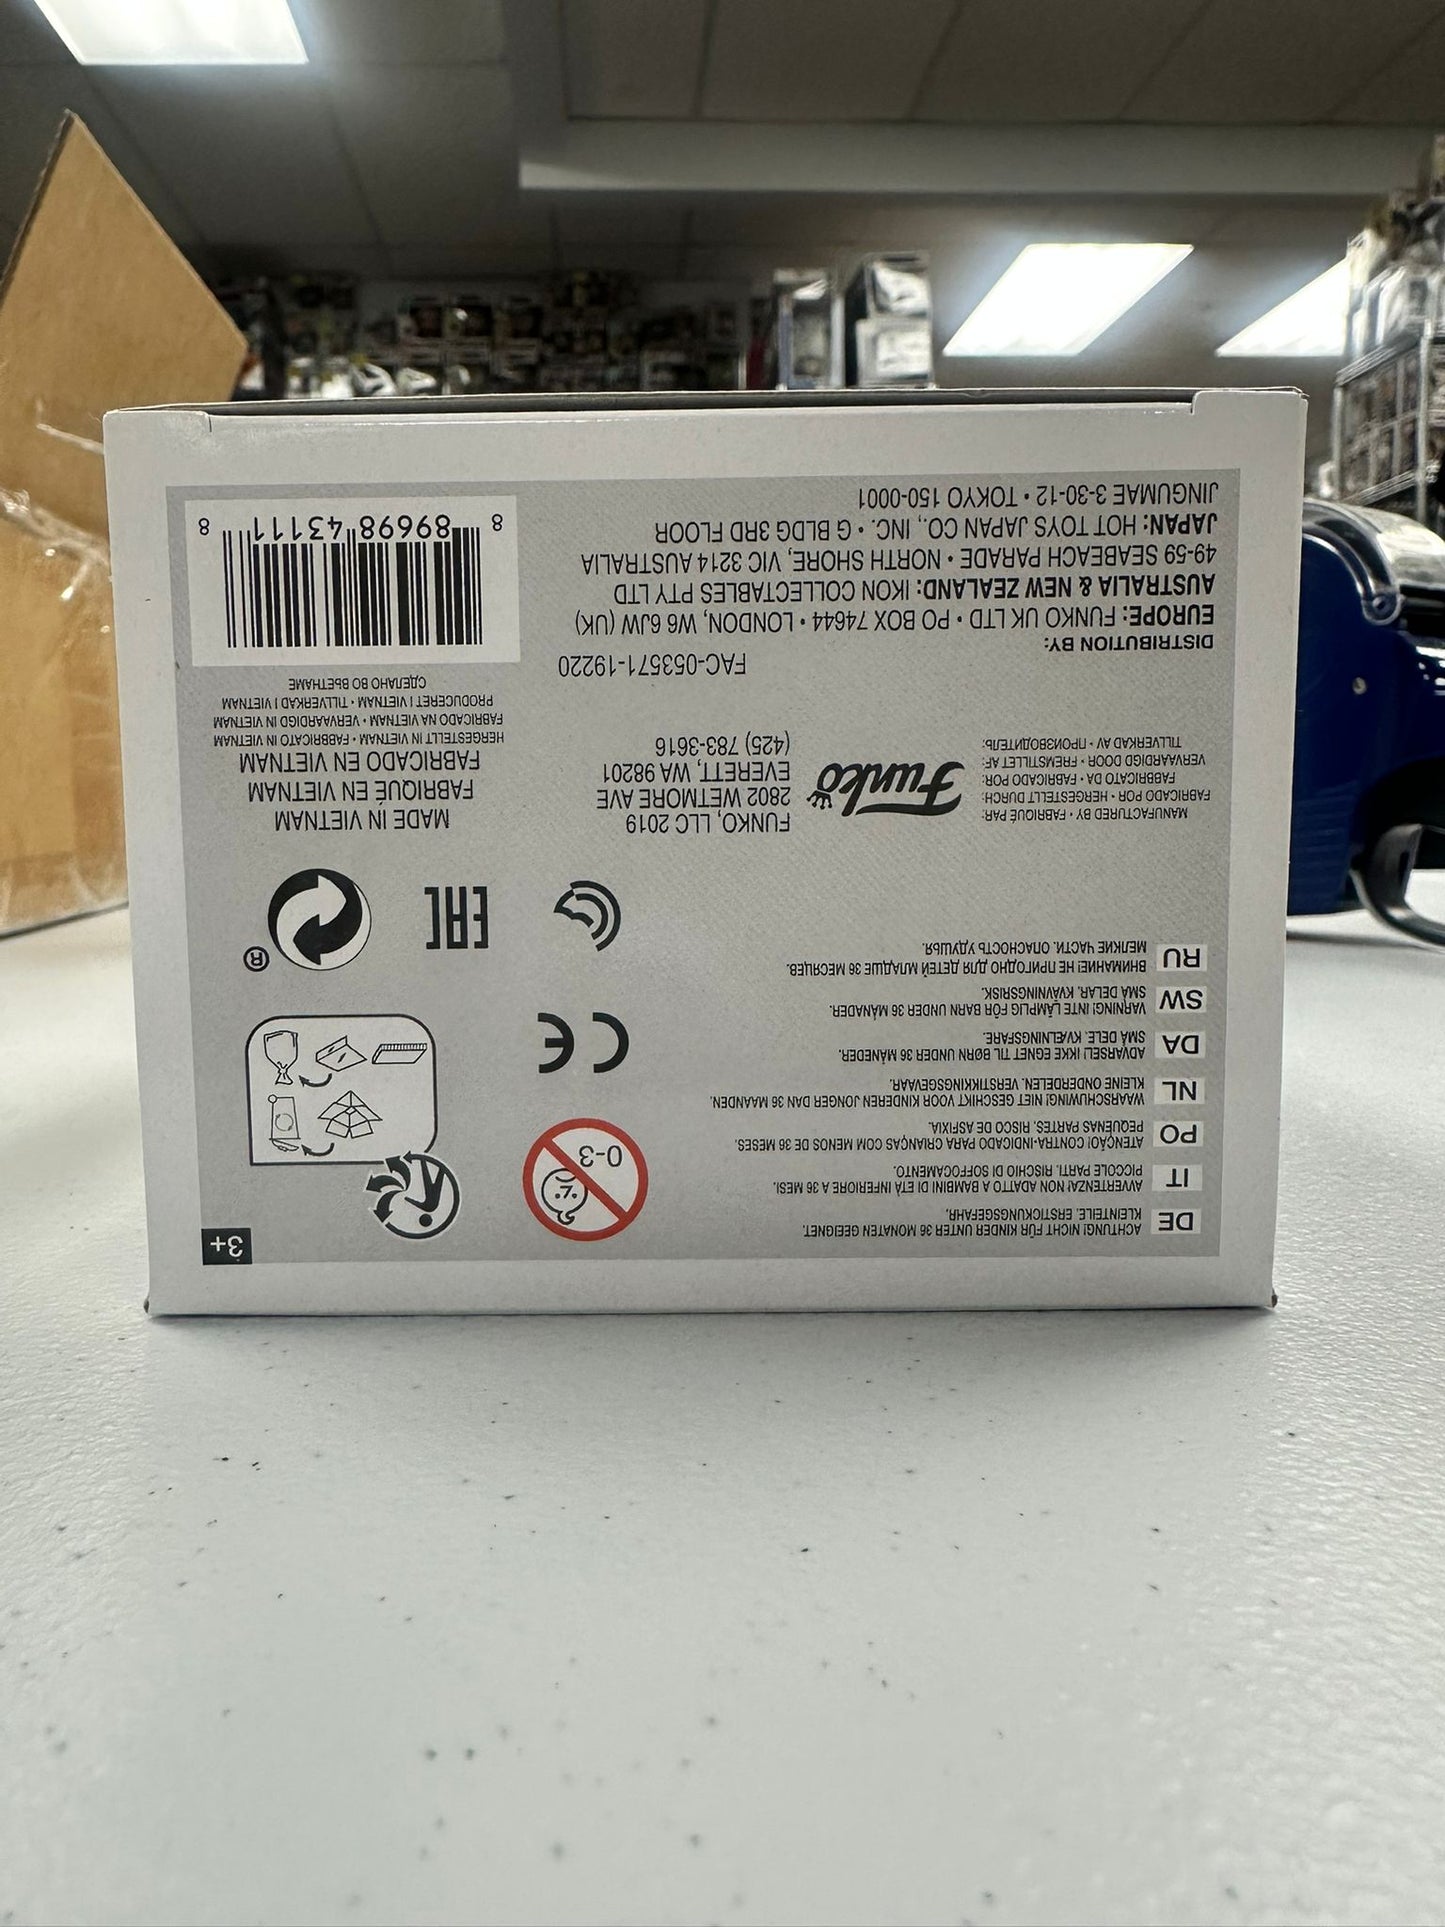 3+
DE
ACHTUNG! NICHT FÜR KINDER UNTER 36 MONATEN GEEIGNET.
KLEINTEILE. ERSTICKUNGSGEFAHR.
IT
AVVERTENZA! NON ADATTO A BAMBINI DI ETÀ INFERIORE A 36 MESI.
PICCOLE PARTI. RISCHIO DI SOFFOCAMENTO.
PO
ATENÇÃO! CONTRA-INDICADO PARA CRIANÇAS COM MENOS DE 36 MESES.
PEQUENAS PARTES, RISCO DE ASFIXIA.
NL
WAARSCHUWING! NIET GESCHIKT VOOR KINDEREN JONGER DAN 36 MAANDEN.
KLEINE ONDERDELEN. VERSTIKKINGSGEVAAR.
DA
ADVARSEL! IKKE EGNET TIL BØRN UNDER 36 MÅNEDER.
SMÅ DELE. KVÆLNINGSFARE.
SW
VARNING! INTE LÄMPLIG FÖR BARN UNDER 36 MÅNADER.
SMÅ DELAR. KVÄVNINGSRISK.
RU
ВНИМАНИЕ! НЕ ПРИГОДНО ДЛЯ ДЕТЕЙ МЛАДШЕ 36 МЕСЯЦЕВ.
МЕЛКИЕ ЧАСТИ. ОПАСНОСТЬ УДУШЬЯ.
0-3
CE
EAC
®
MANUFACTURED BY • FABRIQUÉ PAR:
FABRICADO POR • HERGESTELLT DURCH:
FABBRICATO DA • FABRICADO POR:
VERVAARDIGD DOOR • FREMSTILLET AF:
TILLVERKAD AV • ПРОИЗВОДИТЕЛЬ:
Funko
FUNKO, LLC 2019
2802 WETMORE AVE
EVERETT, WA 98201
(425) 783-3616
MADE IN VIETNAM
FABRIQUÉ EN VIETNAM
FABRICADO EN VIETNAM
HERGESTELLT IN VIETNAM • FABBRICATO IN VIETNAM
FABRICADO NA VIETNAM • VERVAARDIGD IN VIETNAM
PRODUCERET I VIETNAM • TILLVERKAD I VIETNAM
СДЕЛАНО ВО ВЬЕТНАМЕ
FAC-053571-19220
DISTRIBUTION BY:
EUROPE: FUNKO UK LTD • PO BOX 74644 • LONDON, W6 6JW (UK)
AUSTRALIA & NEW ZEALAND: IKON COLLECTABLES PTY LTD
49-59 SEABEACH PARADE • NORTH SHORE, VIC 3214 AUSTRALIA
JAPAN: HOT TOYS JAPAN CO., INC. • G BLDG 3RD FLOOR
JINGUMAE 3-30-12 • TOKYO 150-0001
8 89698 43111 8